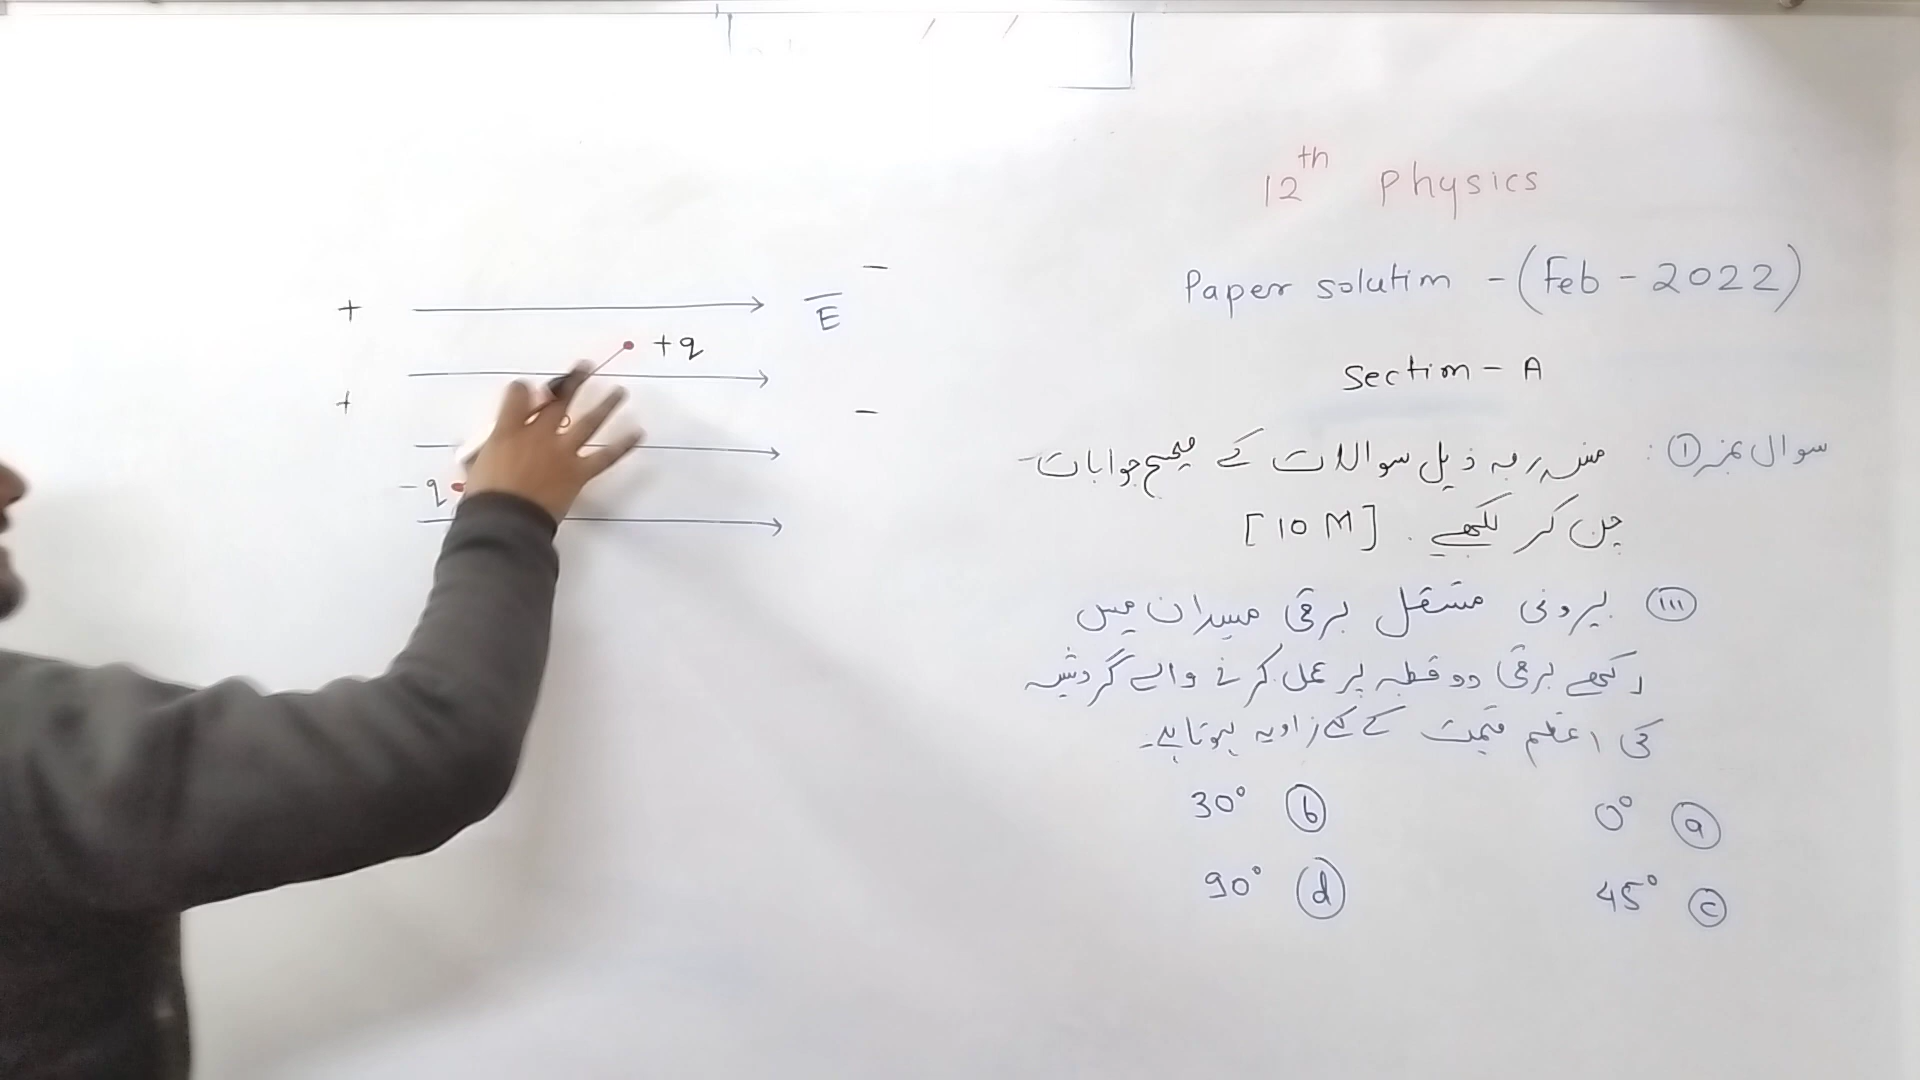 12th Physics
Paper solution - (Feb - 2022)
Section - A
سوال نمبر ①: مندرجہ ذیل سوالات کے صحیح جوابات
چن کر لکھیے. [10 M]
(iii) بیرونی مستقل برقی میدان میں
رکھے برقی دو قطبہ پر عمل کرنے والے گردشہ
کی اعظم قیمت کے لیے زاویہ ہوتا ہے۔
(a) 0° (b) 30°
(c) 45° (d) 90°
+ E -
+q
+ -
-q